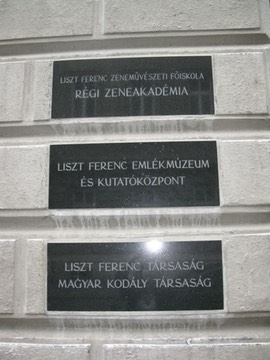 LISZT FERENC ZENEMŰVÉSZETI FŐISKOLA
RÉGI ZENEAKADÉMIA
LISZT FERENC EMLÉKMÚZEUM
ÉS KUTATÓKÖZPONT
LISZT FERENC TÁRSASÁG
MAGYAR KODÁLY TÁRSASÁG